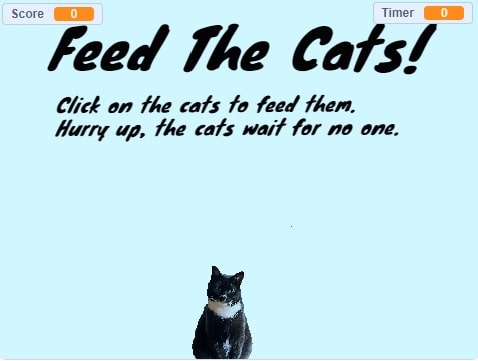 Score 0
Timer 0
Feed The Cats!
Click on the cats to feed them.
Hurry up, the cats wait for no one.